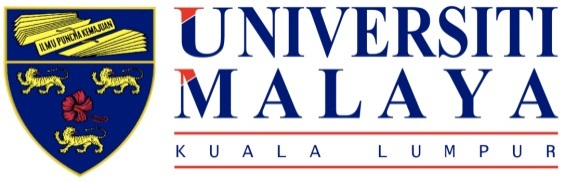 ILMU PUNCHA KEMAJUAN
UNIVERSITI
MALAYA
KUALA LUMPUR